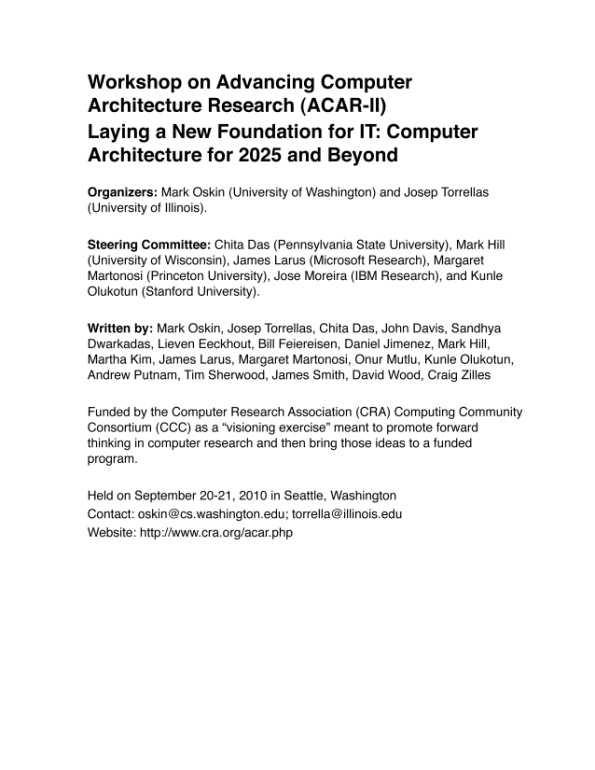 Workshop on Advancing Computer
Architecture Research (ACAR-II)
Laying a New Foundation for IT: Computer
Architecture for 2025 and Beyond
Organizers: Mark Oskin (University of Washington) and Josep Torrellas
(University of Illinois).
Steering Committee: Chita Das (Pennsylvania State University), Mark Hill
(University of Wisconsin), James Larus (Microsoft Research), Margaret
Martonosi (Princeton University), Jose Moreira (IBM Research), and Kunle
Olukotun (Stanford University).
Written by: Mark Oskin, Josep Torrellas, Chita Das, John Davis, Sandhya
Dwarkadas, Lieven Eeckhout, Bill Feiereisen, Daniel Jimenez, Mark Hill,
Martha Kim, James Larus, Margaret Martonosi, Onur Mutlu, Kunle Olukotun,
Andrew Putnam, Tim Sherwood, James Smith, David Wood, Craig Zilles
Funded by the Computer Research Association (CRA) Computing Community
Consortium (CCC) as a “visioning exercise” meant to promote forward
thinking in computer research and then bring those ideas to a funded
program.
Held on September 20-21, 2010 in Seattle, Washington
Contact: oskin@cs.washington.edu; torrella@illinois.edu
Website: http://www.cra.org/acar.php